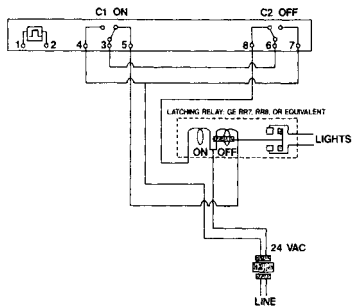 C1 ON
C2 OFF
1 2 4 3 5 8 6 7
LATCHING RELAY: GE RR7, RR8, OR EQUIVALENT
LIGHTS
ON OFF
24 VAC
LINE